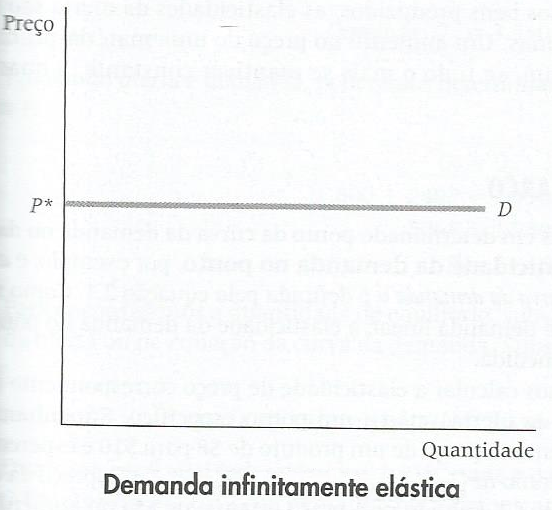 Preço
P* D
Quantidade
Demanda infinitamente elástica